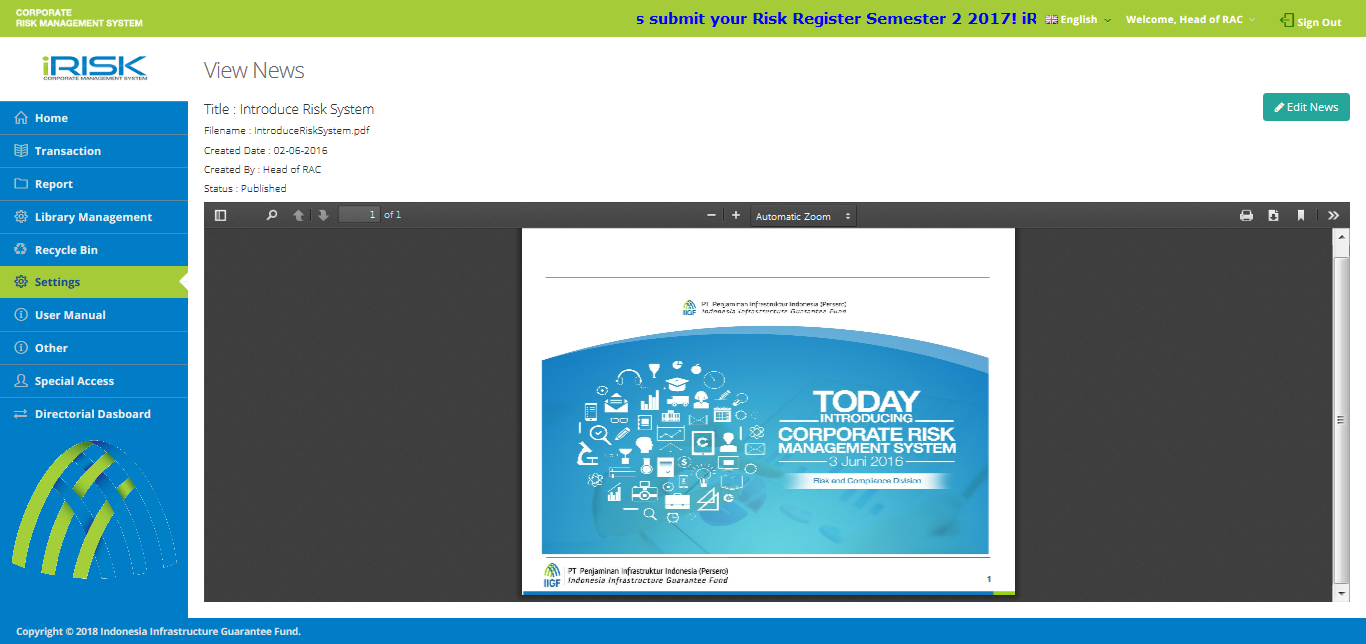 CORPORATE
RISK MANAGEMENT SYSTEM
s submit your Risk Register Semester 2 2017! iR
English
Welcome, Head of RAC
Sign Out
iRISK
CORPORATE MANAGEMENT SYSTEM
Home
Transaction
Report
Library Management
Recycle Bin
Settings
User Manual
Other
Special Access
Directorial Dasboard
View News
Title : Introduce Risk System
Edit News
Filename : IntroduceRiskSystem.pdf
Created Date : 02-06-2016
Created By : Head of RAC
Status : Published
1 of 1
Automatic Zoom
IIGF
PT Penjaminan Infrastruktur Indonesia (Persero)
Indonesia Infrastructure Guarantee Fund
TODAY
INTRODUCING
CORPORATE RISK
MANAGEMENT SYSTEM
3 Juni 2016
Risk and Compliance Division
IIGF
PT Penjaminan Infrastruktur Indonesia (Persero)
Indonesia Infrastructure Guarantee Fund
1
Copyright © 2018 Indonesia Infrastructure Guarantee Fund.